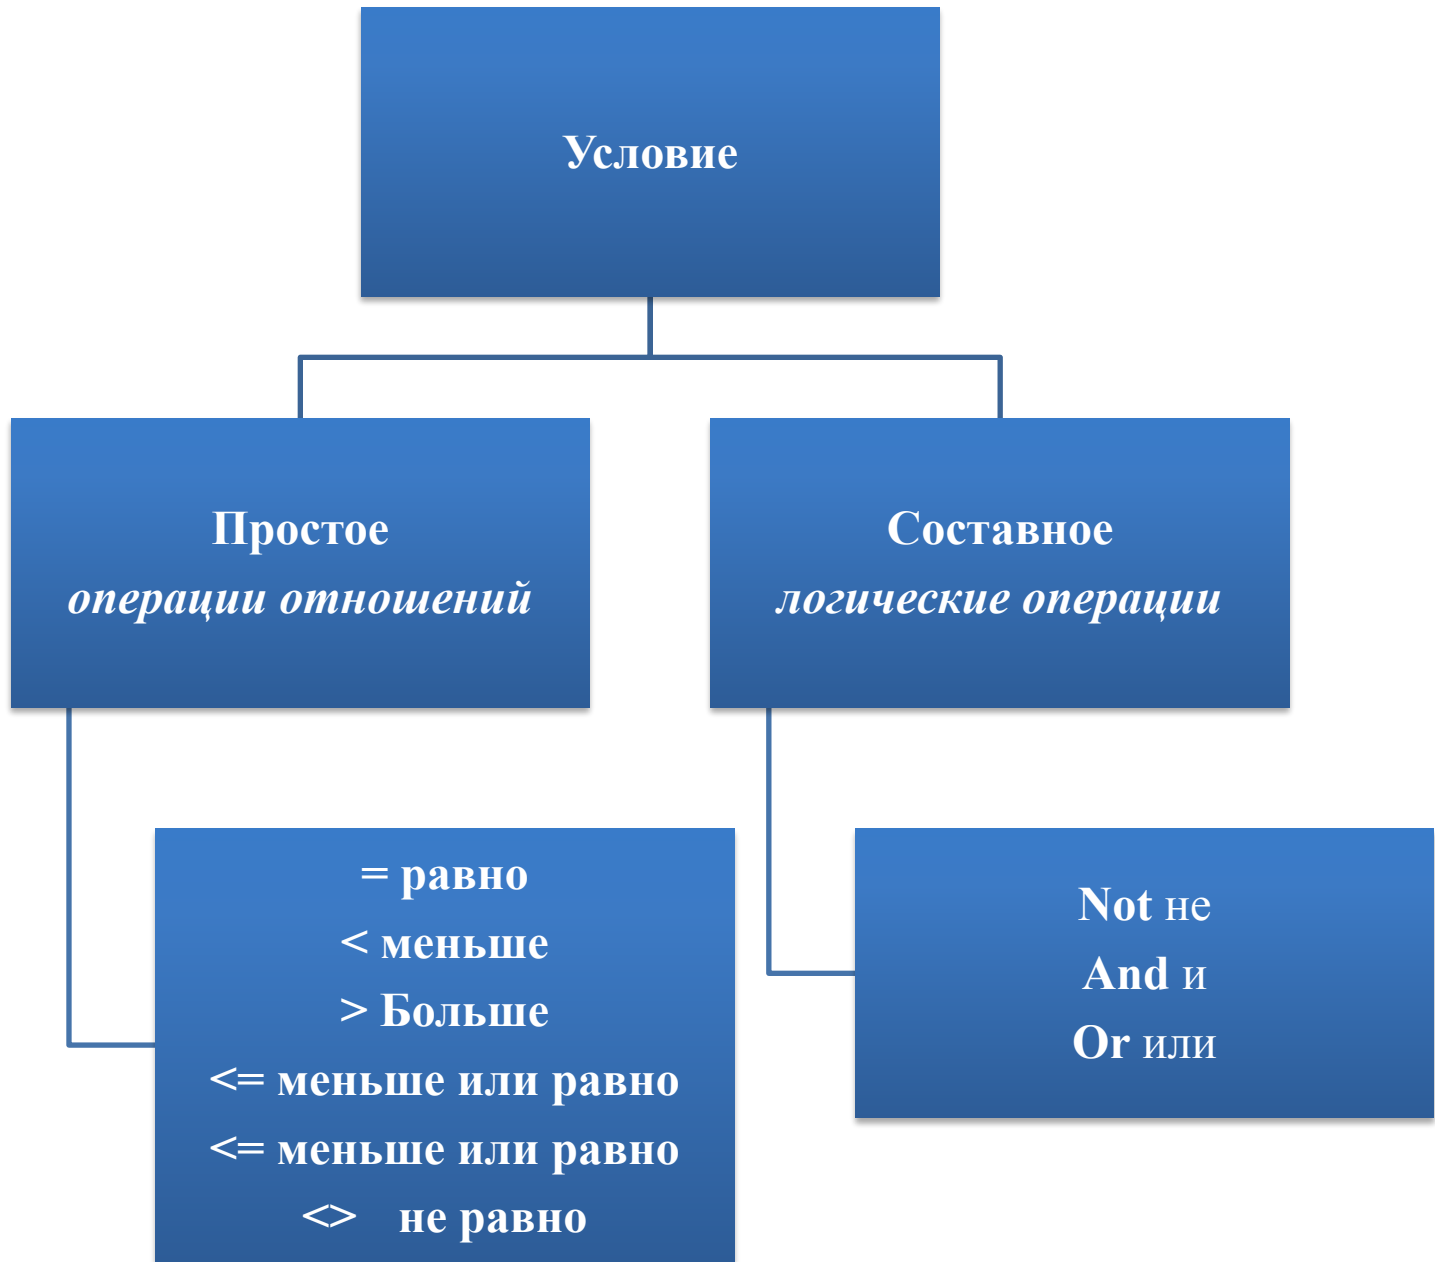 Условие
Простое
операции отношений
Составное
логические операции
= равно
< меньше
> Больше
<= меньше или равно
<= меньше или равно
<> не равно
Not не
And и
Or или